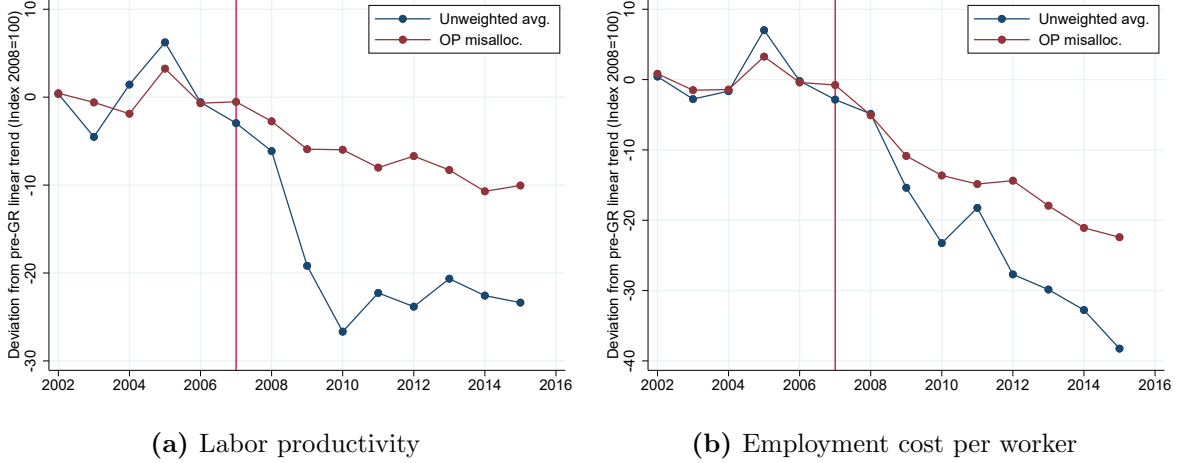 Deviation from pre-GR linear trend (Index 2008=100)
10
0
-10
-20
-30
Unweighted avg.
OP misalloc.
2002 2004 2006 2008 2010 2012 2014 2016
(a) Labor productivity
Deviation from pre-GR linear trend (Index 2008=100)
10
0
-10
-20
-30
-40
Unweighted avg.
OP misalloc.
2002 2004 2006 2008 2010 2012 2014 2016
(b) Employment cost per worker